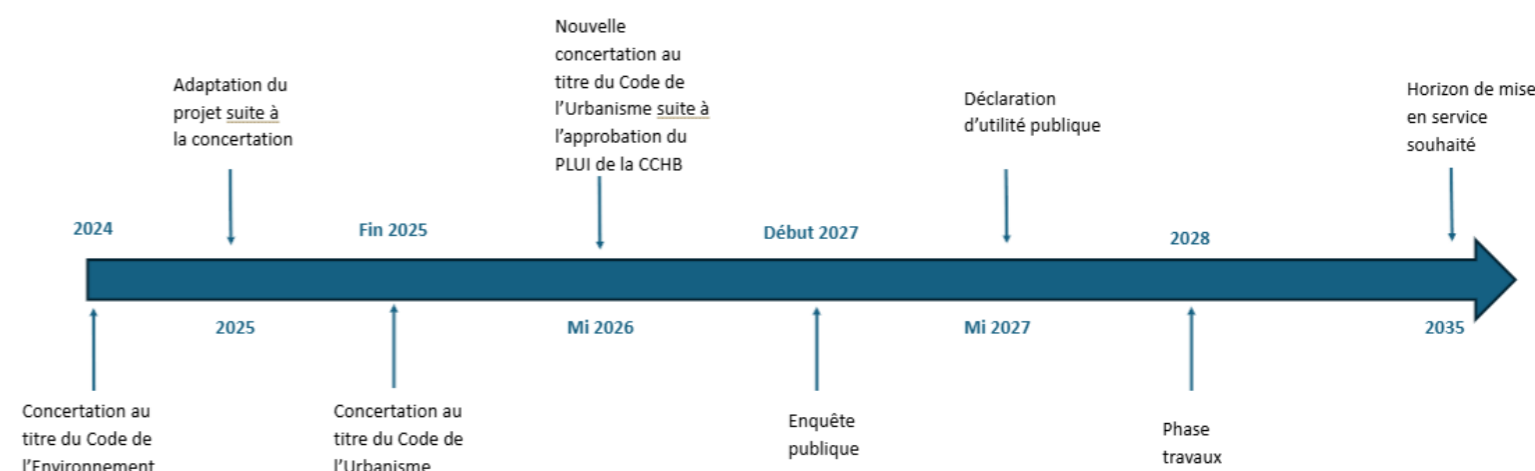 Nouvelle
concertation au
titre du Code de
l'Urbanisme suite à
l'approbation du
PLUI de la CCHB
Adaptation du
projet suite à
la concertation
Déclaration
d'utilité publique
Horizon de mise
en service
souhaité
2024
Fin 2025
Début 2027
2028
2025
Mi 2026
Mi 2027
2035
Concertation au
titre du Code de
l'Environnement
Concertation au
titre du Code de
l'Urbanisme
Enquête
publique
Phase
travaux